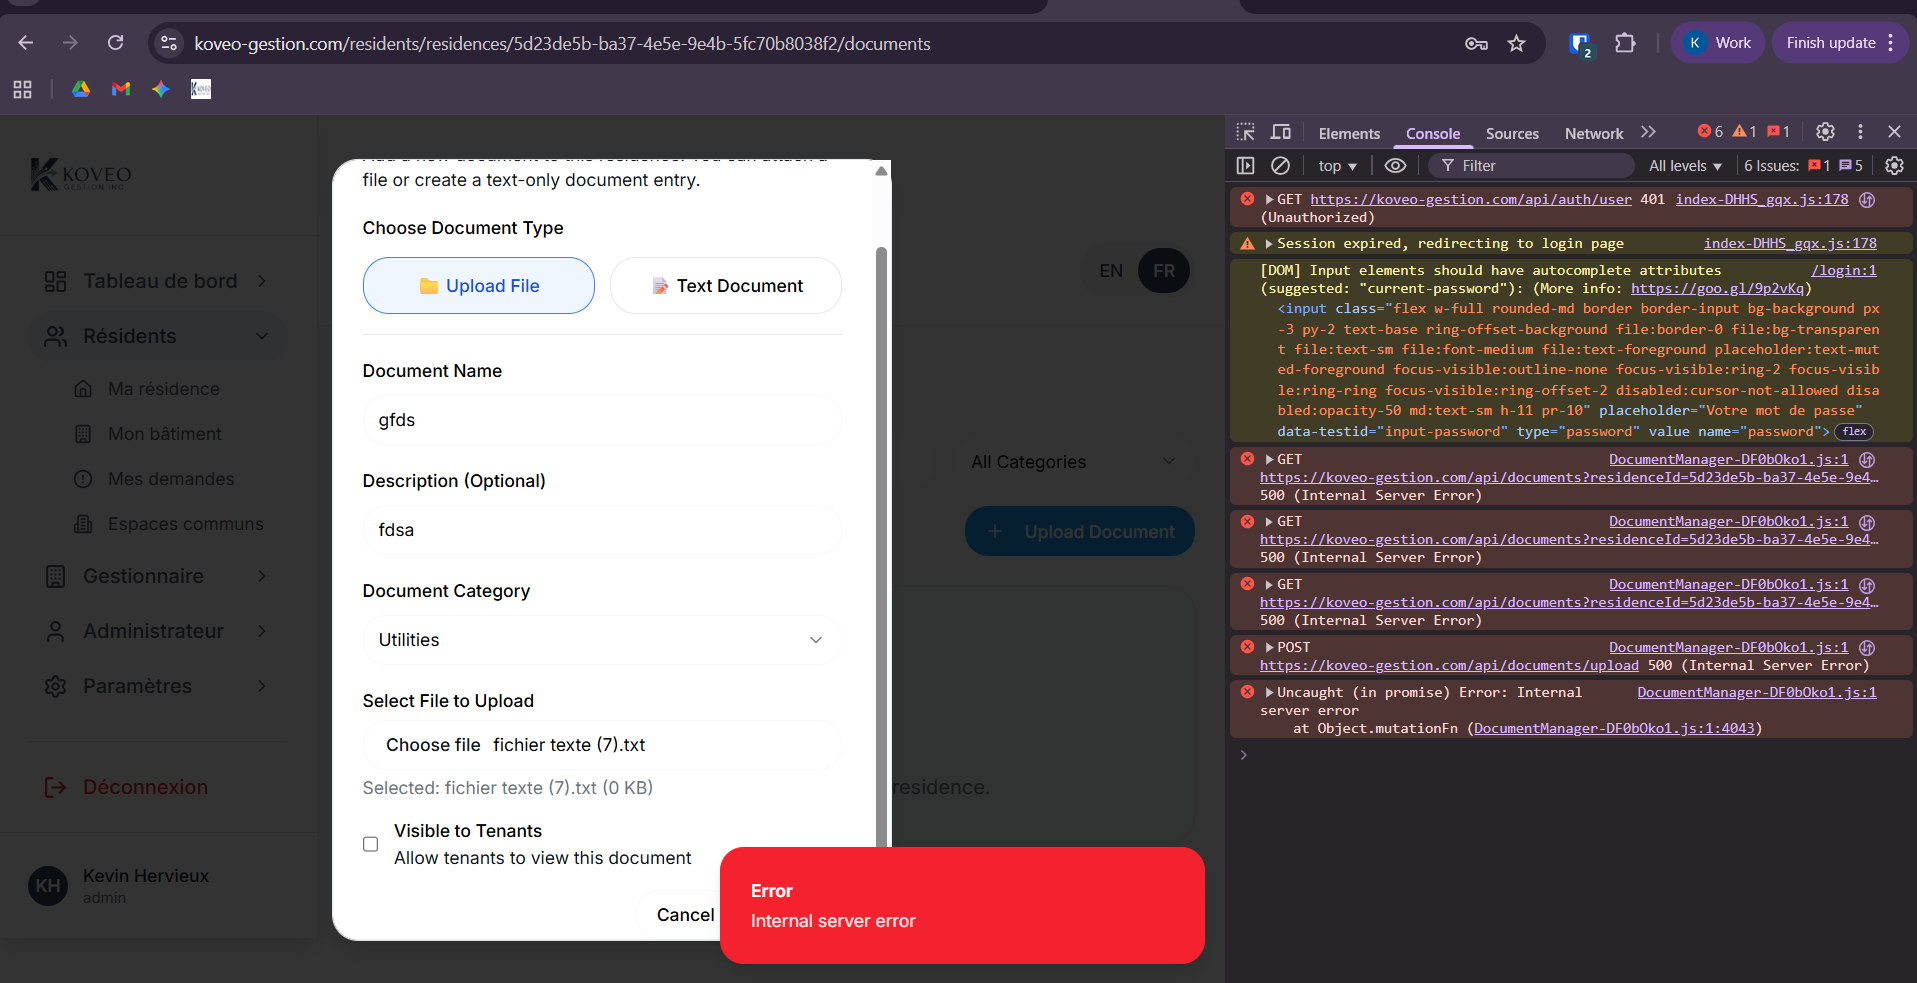 koveo-gestion.com/residents/residences/5d23de5b-ba37-4e5e-9e4b-5fc70b8038f2/documents
2
K Work
Finish update
KOVEO
GESTION INC.
Tableau de bord
Résidents
Ma résidence
Mon bâtiment
Mes demandes
Espaces communs
Gestionnaire
Administrateur
Paramètres
Déconnexion
KH
Kevin Hervieux
admin
EN FR
All Categories
+ Upload Document
residence.
file or create a text-only document entry.
Choose Document Type
Upload File
Text Document
Document Name
gfds
Description (Optional)
fdsa
Document Category
Utilities
Select File to Upload
Choose file fichier texte (7).txt
Selected: fichier texte (7).txt (0 KB)
Visible to Tenants
Allow tenants to view this document
Cancel
Error
Internal server error
Elements Console Sources Network 6 1 1
top Filter All levels 6 Issues: 1 5
GET https://koveo-gestion.com/api/auth/user 401 index-DHHS_gqx.js:178
(Unauthorized)
Session expired, redirecting to login page index-DHHS_gqx.js:178
[DOM] Input elements should have autocomplete attributes /login:1
(suggested: "current-password"): (More info: https://goo.gl/9p2vKq)
<input class="flex w-full rounded-md border border-input bg-background px
-3 py-2 text-base ring-offset-background file:border-0 file:bg-transparen
t file:text-sm file:font-medium file:text-foreground placeholder:text-mut
ed-foreground focus-visible:outline-none focus-visible:ring-2 focus-visib
le:ring-ring focus-visible:ring-offset-2 disabled:cursor-not-allowed disa
bled:opacity-50 md:text-sm h-11 pr-10" placeholder="Votre mot de passe"
data-testid="input-password" type="password" value name="password"> flex
GET DocumentManager-DF0bOko1.js:1
https://koveo-gestion.com/api/documents?residenceId=5d23de5b-ba37-4e5e-9e4…
500 (Internal Server Error)
GET DocumentManager-DF0bOko1.js:1
https://koveo-gestion.com/api/documents?residenceId=5d23de5b-ba37-4e5e-9e4…
500 (Internal Server Error)
GET DocumentManager-DF0bOko1.js:1
https://koveo-gestion.com/api/documents?residenceId=5d23de5b-ba37-4e5e-9e4…
500 (Internal Server Error)
POST DocumentManager-DF0bOko1.js:1
https://koveo-gestion.com/api/documents/upload 500 (Internal Server Error)
Uncaught (in promise) Error: Internal DocumentManager-DF0bOko1.js:1
server error
at Object.mutationFn (DocumentManager-DF0bOko1.js:1:4043)